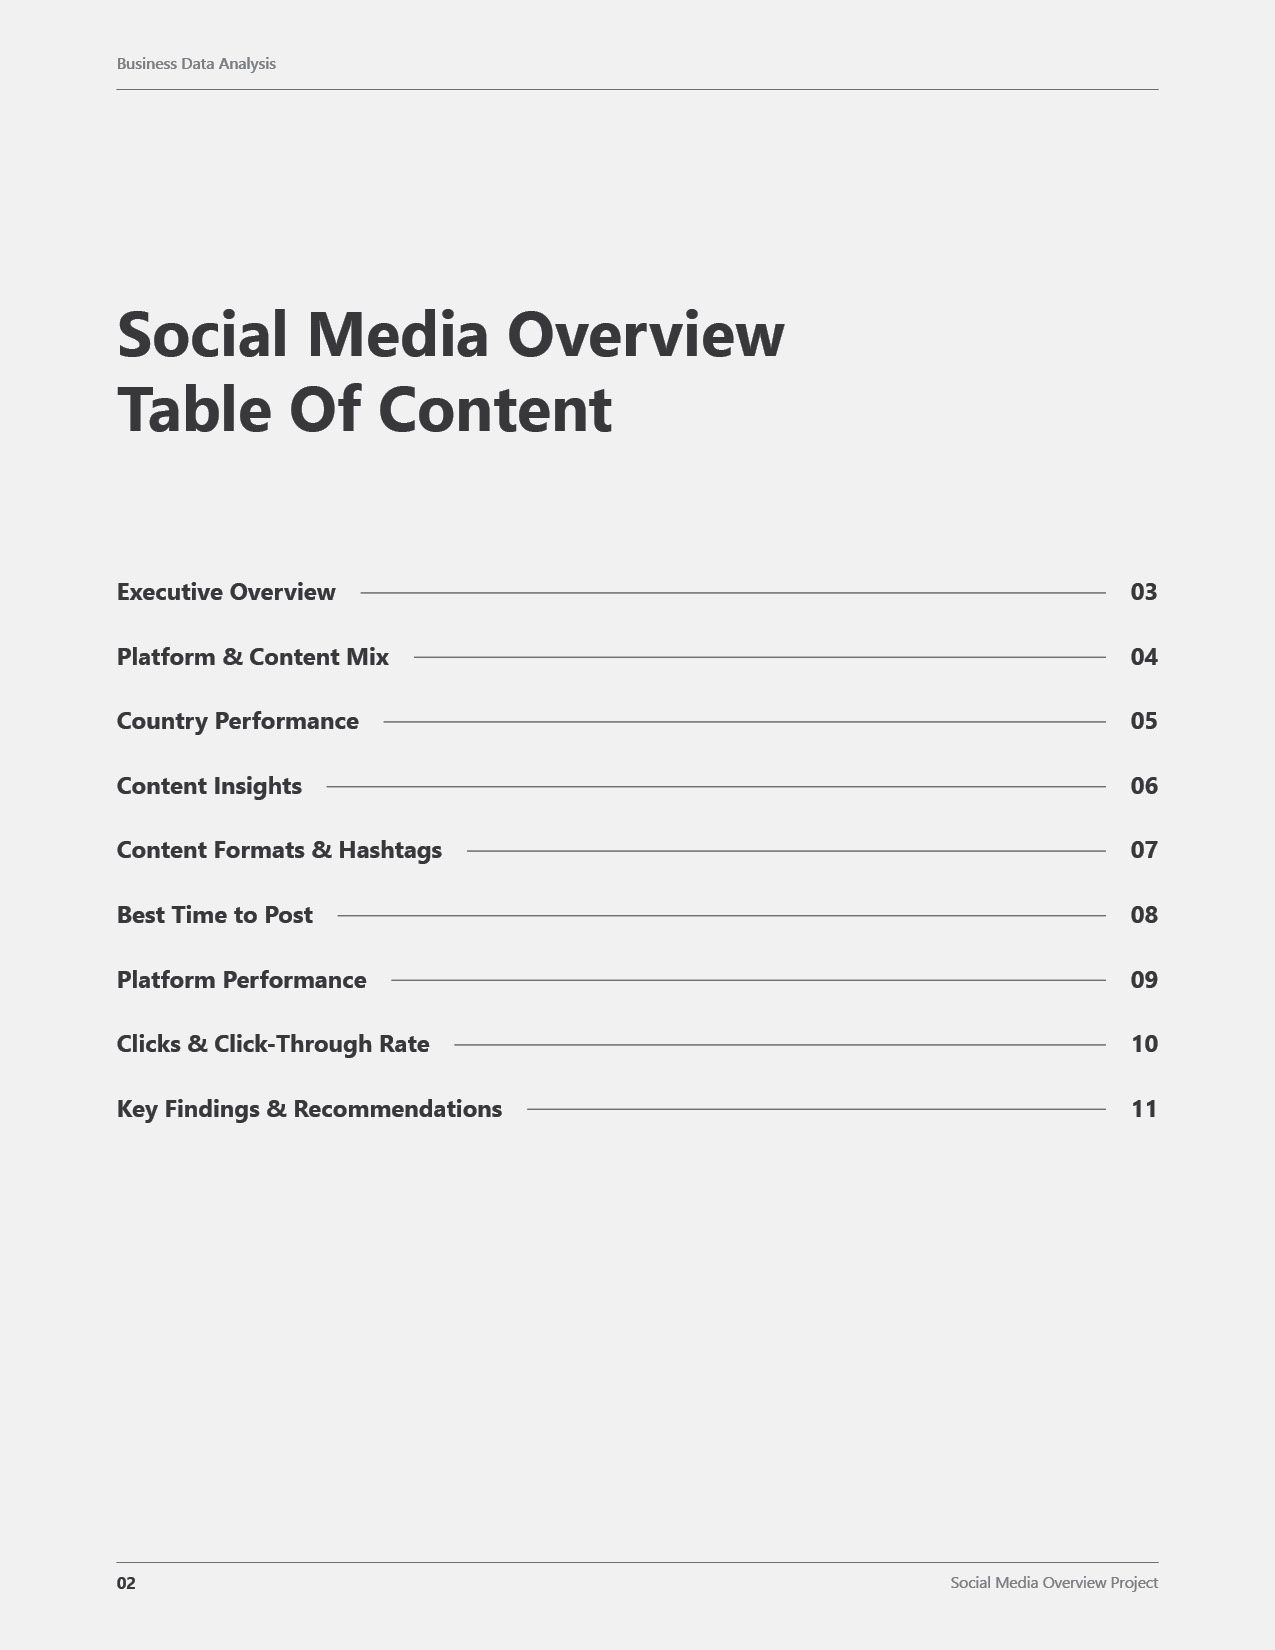 Business Data Analysis
Social Media Overview
Table Of Content
Executive Overview 03
Platform & Content Mix 04
Country Performance 05
Content Insights 06
Content Formats & Hashtags 07
Best Time to Post 08
Platform Performance 09
Clicks & Click-Through Rate 10
Key Findings & Recommendations 11
02 Social Media Overview Project